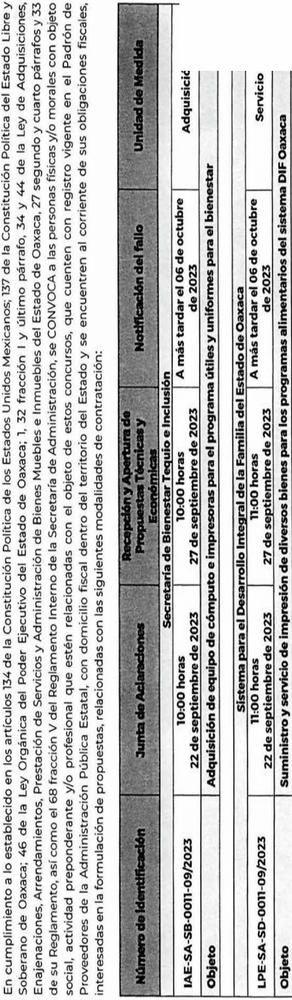 En cumplimiento a lo establecido en los artículos 134 de la Constitución Política de los Estados Unidos Mexicanos; 137 de la Constitución Política del Estado Libre y
Soberano de Oaxaca; 46 de la Ley Orgánica del Poder Ejecutivo del Estado de Oaxaca; 1, 32 fracción I y último párrafo, 34 y 44 de la Ley de Adquisiciones,
Enajenaciones, Arrendamientos, Prestación de Servicios y Administración de Bienes Muebles e Inmuebles del Estado de Oaxaca, 27 segundo y cuarto párrafos y 33
de su Reglamento, así como el 68 fracción V del Reglamento Interno de la Secretaría de Administración, se CONVOCA a las personas físicas y/o morales con objeto
social, actividad preponderante y/o profesional que estén relacionadas con el objeto de estos concursos, que cuenten con registro vigente en el Padrón de
Proveedores de la Administración Pública Estatal, con domicilio fiscal dentro del territorio del Estado y se encuentren al corriente de sus obligaciones fiscales,
interesadas en la formulación de propuestas, relacionadas con las siguientes modalidades de contratación:
Número de Identificación
Junta de Aclaraciones
Recepción y Apertura de
Propuestas Técnicas y
Económicas
Notificación del fallo
Unidad de Medida
Secretaría de Bienestar Tequio e Inclusión
IAE-SA-SB-0011-09/2023
10:00 horas
22 de septiembre de 2023
10:00 horas
27 de septiembre de 2023
A más tardar el 06 de octubre
de 2023
Adquisició
Objeto
Adquisición de equipo de cómputo e impresoras para el programa útiles y uniformes para el bienestar
Sistema para el Desarrollo Integral de la Familia del Estado de Oaxaca
LPE-SA-SD-0011-09/2023
11:00 horas
22 de septiembre de 2023
11:00 horas
27 de septiembre de 2023
A más tardar el 06 de octubre
de 2023
Servicio
Objeto
Suministro y servicio de impresión de diversos bienes para los programas alimentarios del sistema DIF Oaxaca